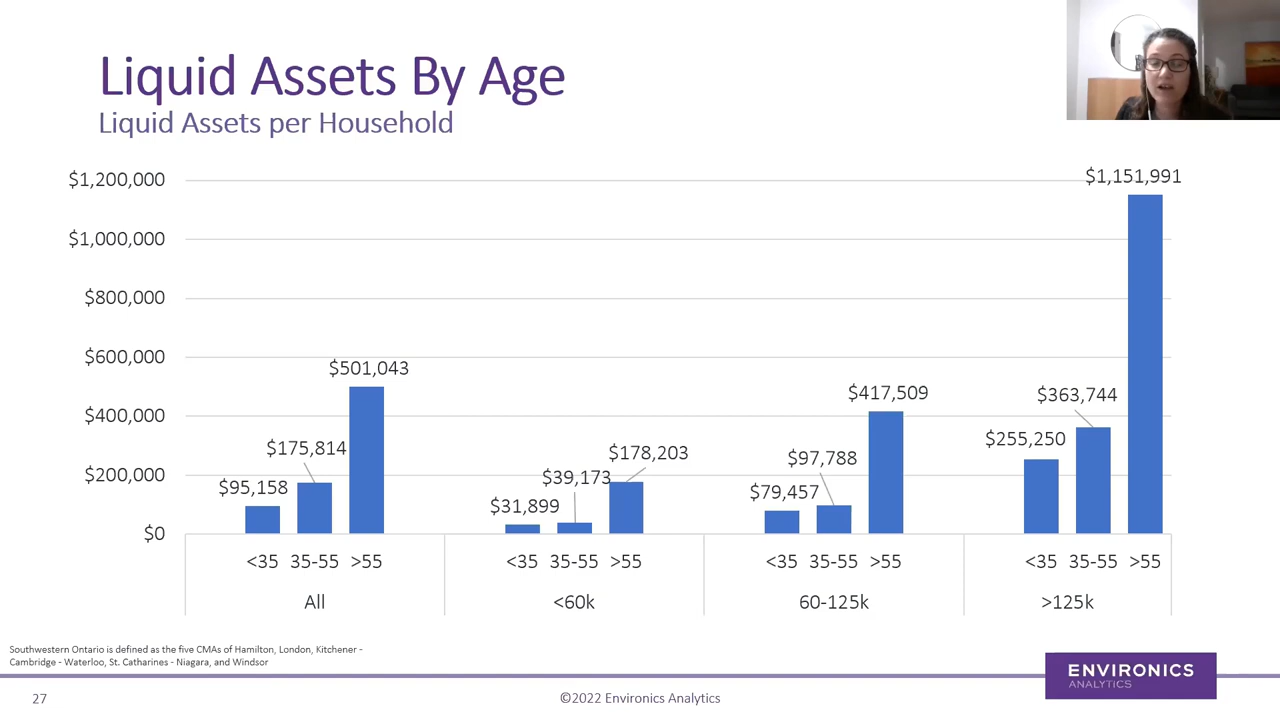 Liquid Assets By Age
Liquid Assets per Household
$1,200,000
$1,000,000
$800,000
$600,000
$400,000
$200,000
$0
$95,158
$175,814
$501,043
$31,899
$39,173
$178,203
$79,457
$97,788
$417,509
$255,250
$363,744
$1,151,991
<35 35-55 >55 <35 35-55 >55 <35 35-55 >55 <35 35-55 >55
All <60k 60-125k >125k
Southwestern Ontario is defined as the five CMAs of Hamilton, London, Kitchener -
Cambridge - Waterloo, St. Catharines - Niagara, and Windsor
ENVIRONICS
ANALYTICS
27
©2022 Environics Analytics